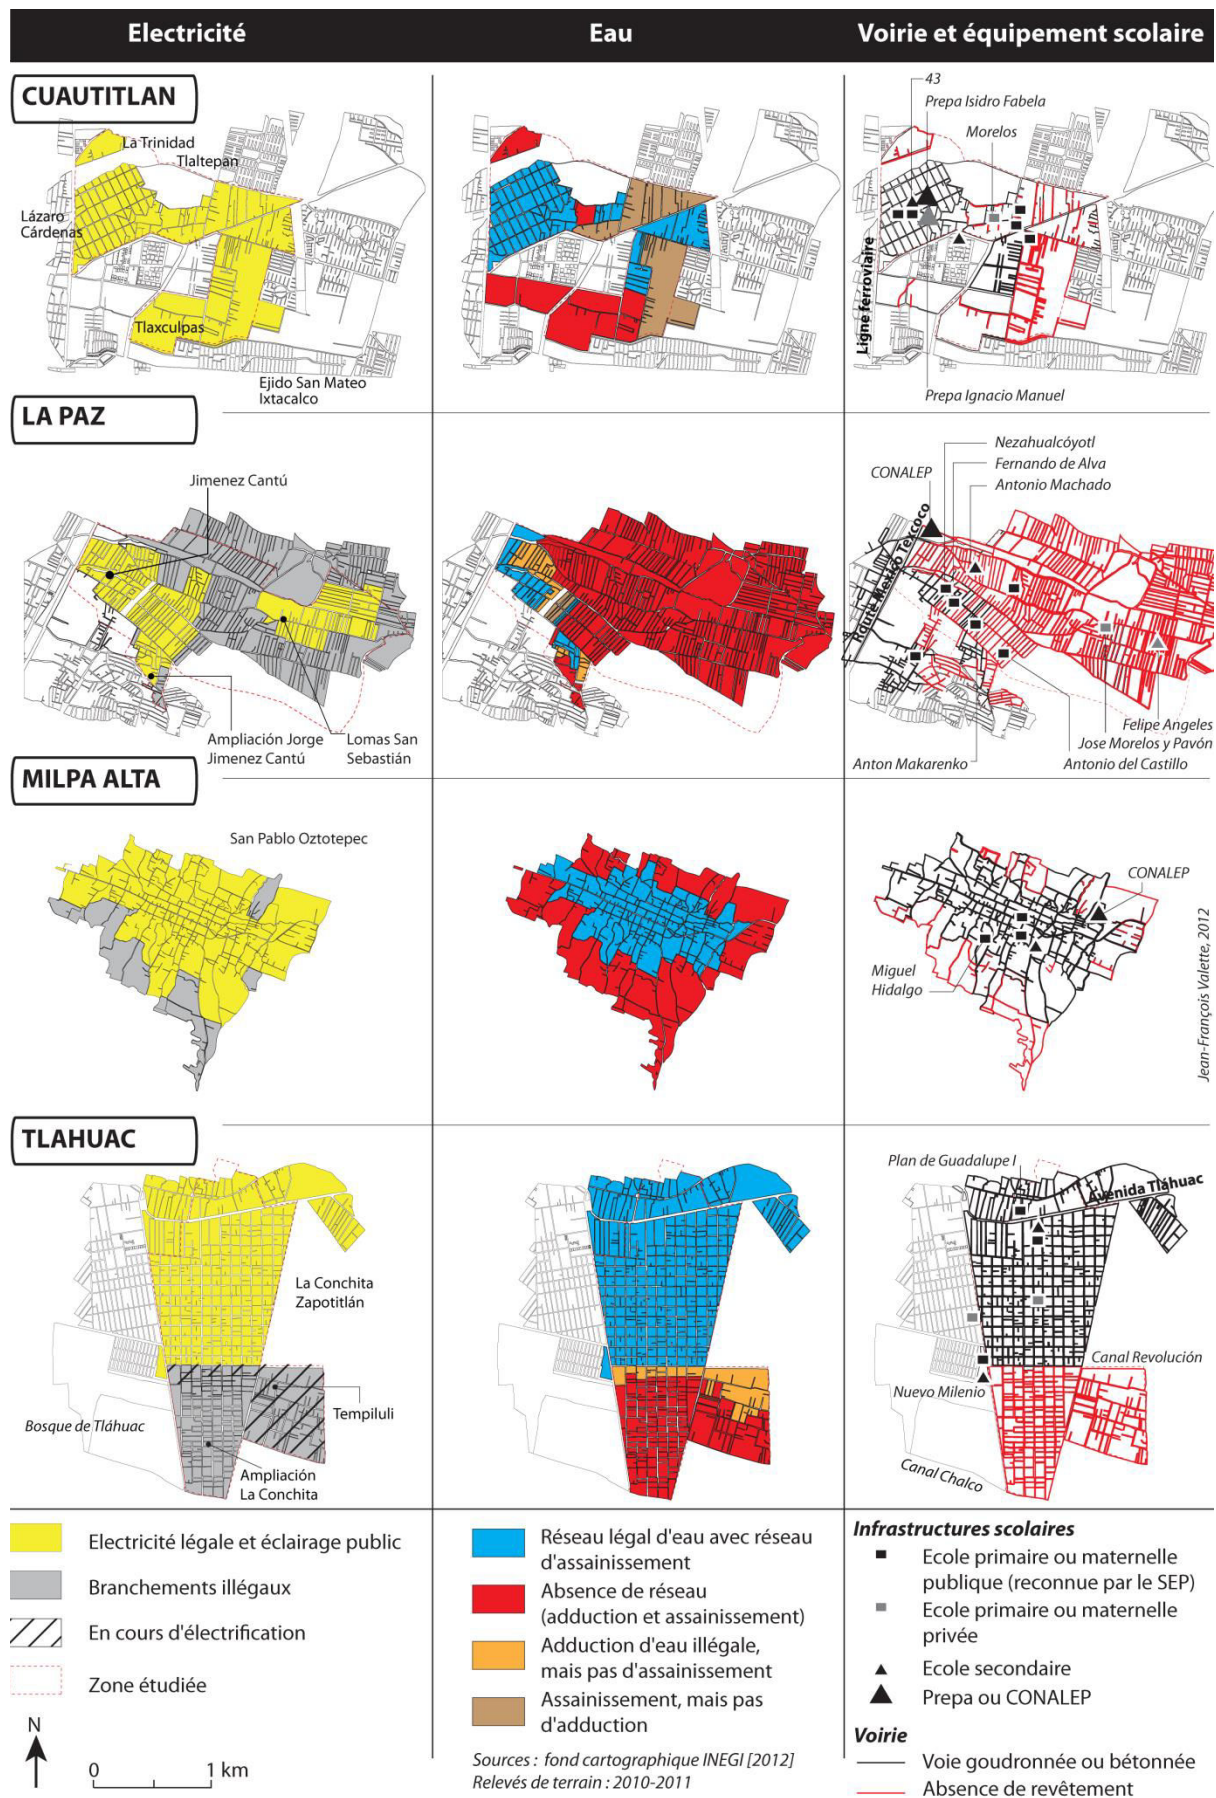 Electricité
Eau
Voirie et équipement scolaire
CUAUTITLAN
La Trinidad
Tlaltepan
Lázaro
Cárdenas
Tlaxculpas
Ejido San Mateo
Ixtacalco
43
Prepa Isidro Fabela
Morelos
Ligne ferroviaire
Prepa Ignacio Manuel
LA PAZ
Jimenez Cantú
Ampliación Jorge
Jimenez Cantú
Lomas San
Sebastián
Nezahualcóyotl
Fernando de Alva
CONALEP
Antonio Machado
Route Mexico Texcoco
Felipe Angeles
Jose Morelos y Pavón
Anton Makarenko
Antonio del Castillo
MILPA ALTA
San Pablo Oztotepec
CONALEP
Miguel
Hidalgo
Jean-François Valette, 2012
TLAHUAC
La Conchita
Zapotitlán
Tempiluli
Bosque de Tláhuac
Ampliación
La Conchita
Plan de Guadalupe I
Avenida Tláhuac
Canal Revolución
Nuevo Milenio
Canal Chalco
Electricité légale et éclairage public
Branchements illégaux
En cours d'électrification
Zone étudiée
N
0 1 km
Réseau légal d'eau avec réseau
d'assainissement
Absence de réseau
(adduction et assainissement)
Adduction d'eau illégale,
mais pas d'assainissement
Assainissement, mais pas
d'adduction
Sources : fond cartographique INEGI [2012]
Relevés de terrain : 2010-2011
Infrastructures scolaires
Ecole primaire ou maternelle
publique (reconnue par le SEP)
Ecole primaire ou maternelle
privée
Ecole secondaire
Prepa ou CONALEP
Voirie
Voie goudronnée ou bétonnée
Absence de revêtement